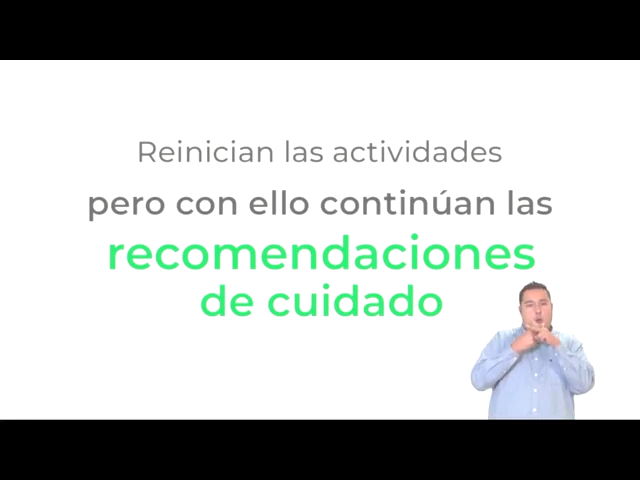 Reinician las actividades
pero con ello continúan las
recomendaciones
de cuidado